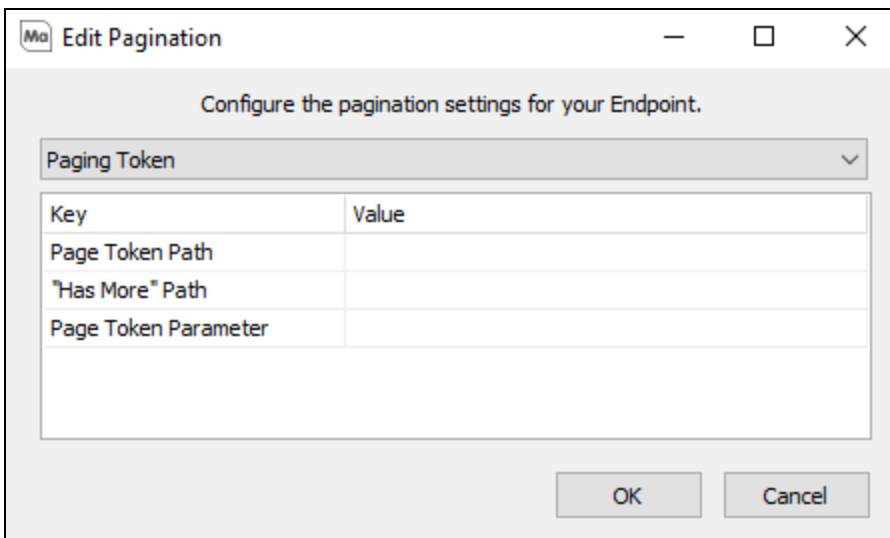 Ma Edit Pagination
Configure the pagination settings for your Endpoint.
Paging Token
Key Value
Page Token Path
"Has More" Path
Page Token Parameter
OK Cancel